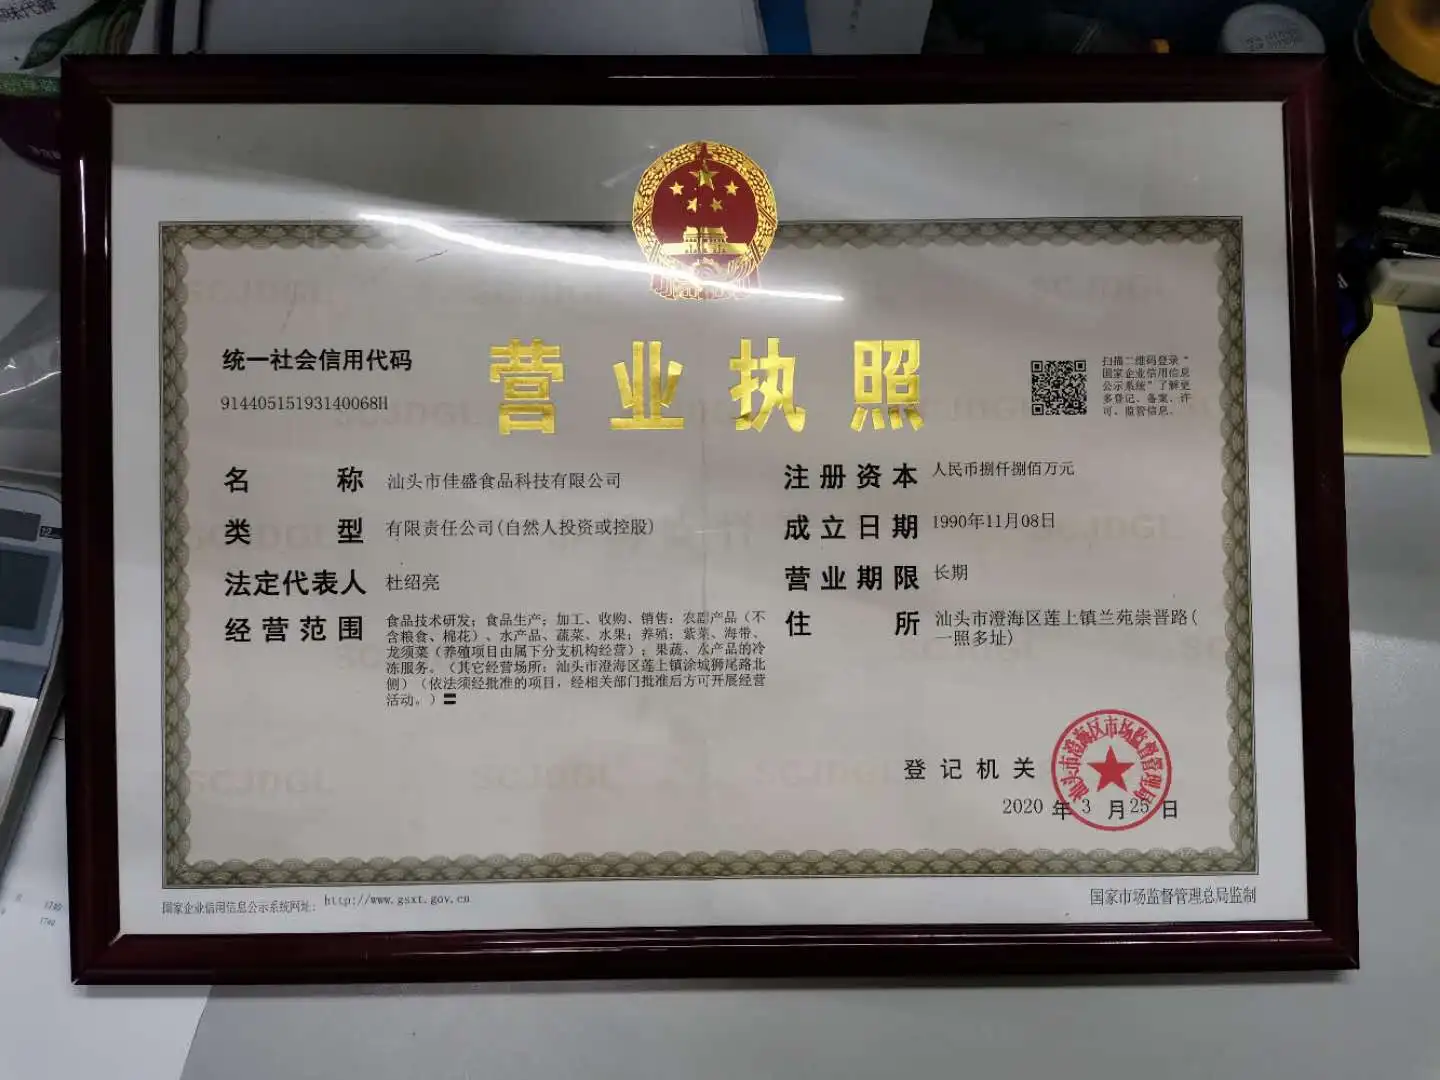 统一社会信用代码
91440515193140068H
营业执照
扫描二维码登录“
国家企业信用信息
公示系统”了解更
多登记、备案、许
可、监管信息。
名称 汕头市佳盛食品科技有限公司
类型 有限责任公司(自然人投资或控股)
法定代表人 杜绍亮
经营范围 食品技术研发；食品生产；加工、收购、销售：农副产品（不
含粮食、棉花）、水产品、蔬菜、水果；养殖：紫菜、海带、
龙须菜（养殖项目由属下分支机构经营）；果蔬、水产品的冷
冻服务。（其它经营场所：汕头市澄海区莲上镇涂城狮尾路北
侧）（依法须经批准的项目，经相关部门批准后方可开展经营
活动。）
注册资本 人民币捌仟捌佰万元
成立日期 1990年11月08日
营业期限 长期
住所 汕头市澄海区莲上镇兰苑崇晋路(
一照多址)
登记机关
汕头市澄海区市场监督管理局
2020 年 3 月 25 日
国家企业信用信息公示系统网址: http://www.gsxt.gov.cn
国家市场监督管理总局监制